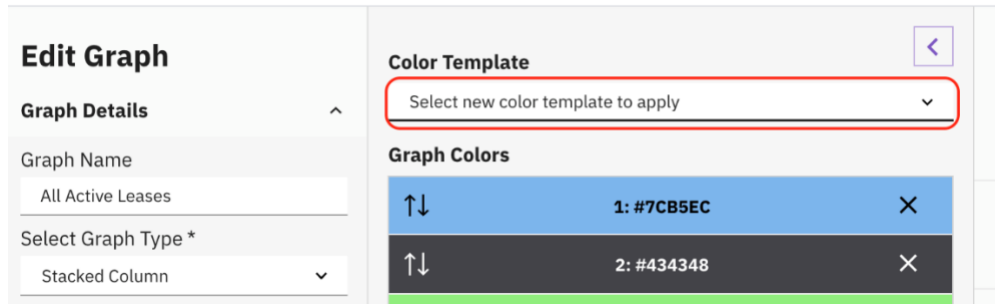 Edit Graph
Graph Details
Graph Name
All Active Leases
Select Graph Type *
Stacked Column
Color Template
Select new color template to apply
Graph Colors
1: #7CB5EC
2: #434348